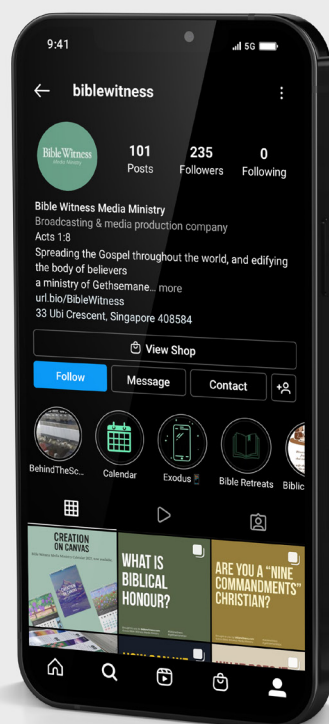 9:41
5G
biblewitness
Bible Witness
Media Ministry
101
235
0
Posts
Followers
Following
Bible Witness Media Ministry
Broadcasting & media production company
Acts 1:8
Spreading the Gospel throughout the world, and edifying
the body of believers
a ministry of Gethsemane... more
url.bio/BibleWitness
33 Ubi Crescent, Singapore 408584
View Shop
Follow
Message
Contact
BehindTheSc...
Calendar
Exodus
Bible Retreats
Biblic
CREATION
ON CANVAS
WHAT IS
BIBLICAL
HONOUR?
ARE YOU A "NINE
COMMANDMENTS"
CHRISTIAN?